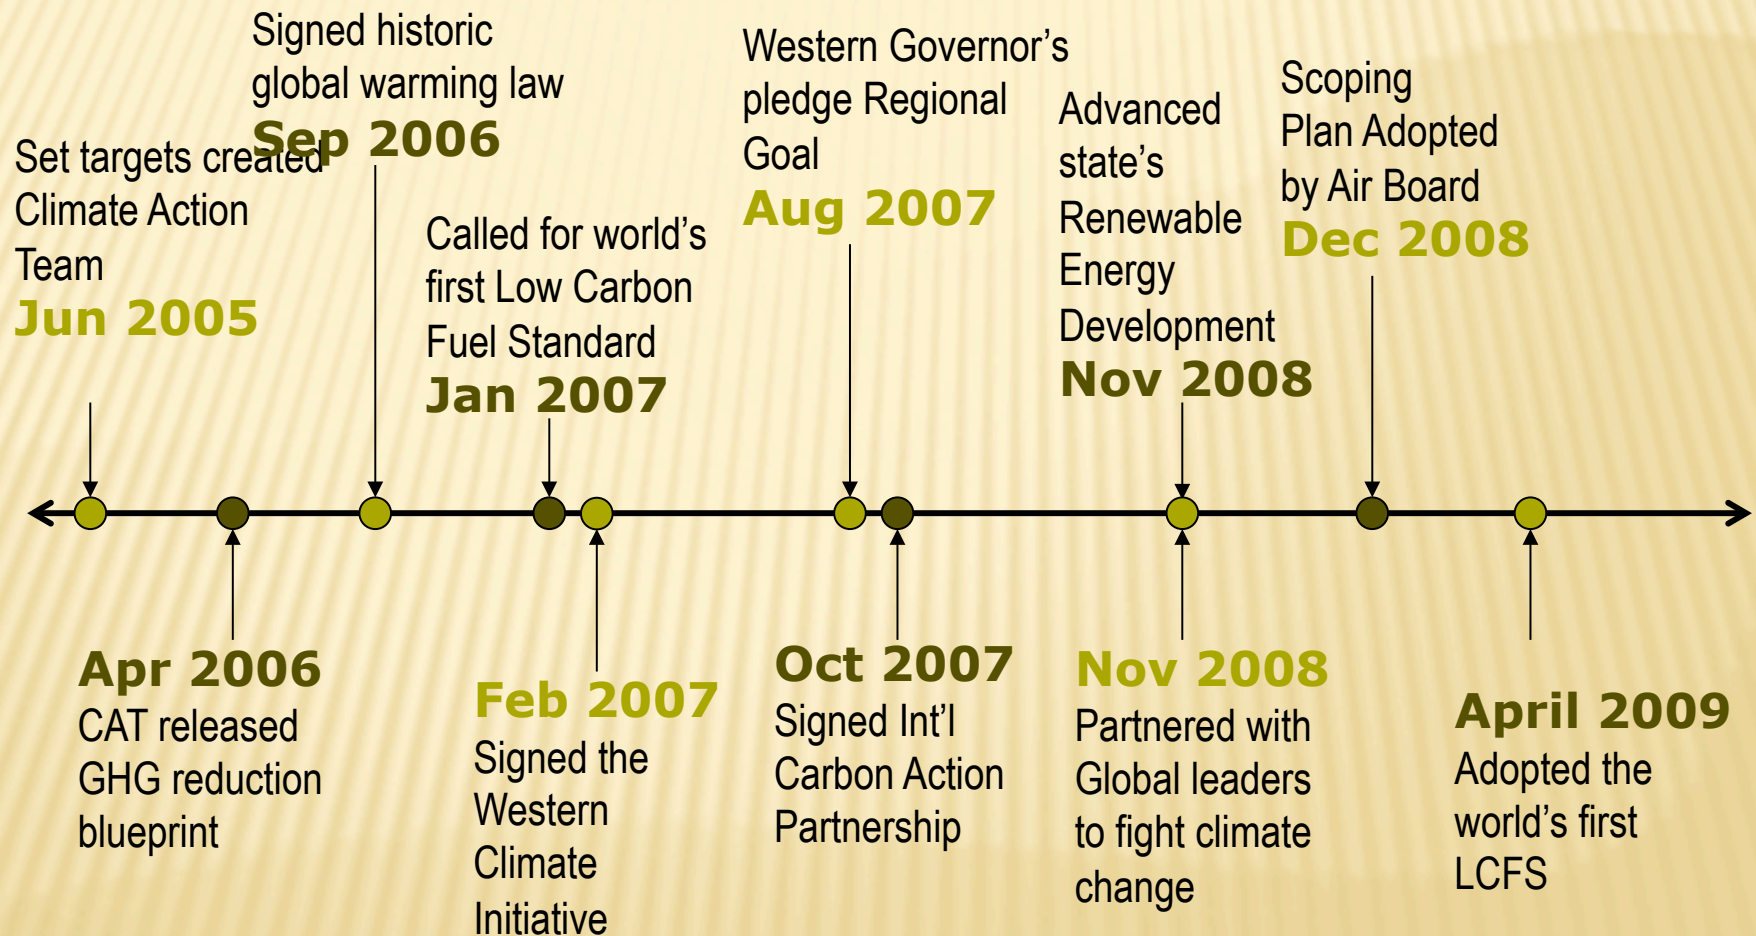 Set targets created
Climate Action
Team
Jun 2005
Signed historic
global warming law
Sep 2006
Called for world’s
first Low Carbon
Fuel Standard
Jan 2007
Western Governor’s
pledge Regional
Goal
Aug 2007
Advanced
state’s
Renewable
Energy
Development
Nov 2008
Scoping
Plan Adopted
by Air Board
Dec 2008
Apr 2006
CAT released
GHG reduction
blueprint
Feb 2007
Signed the
Western
Climate
Initiative
Oct 2007
Signed Int’l
Carbon Action
Partnership
Nov 2008
Partnered with
Global leaders
to fight climate
change
April 2009
Adopted the
world’s first
LCFS